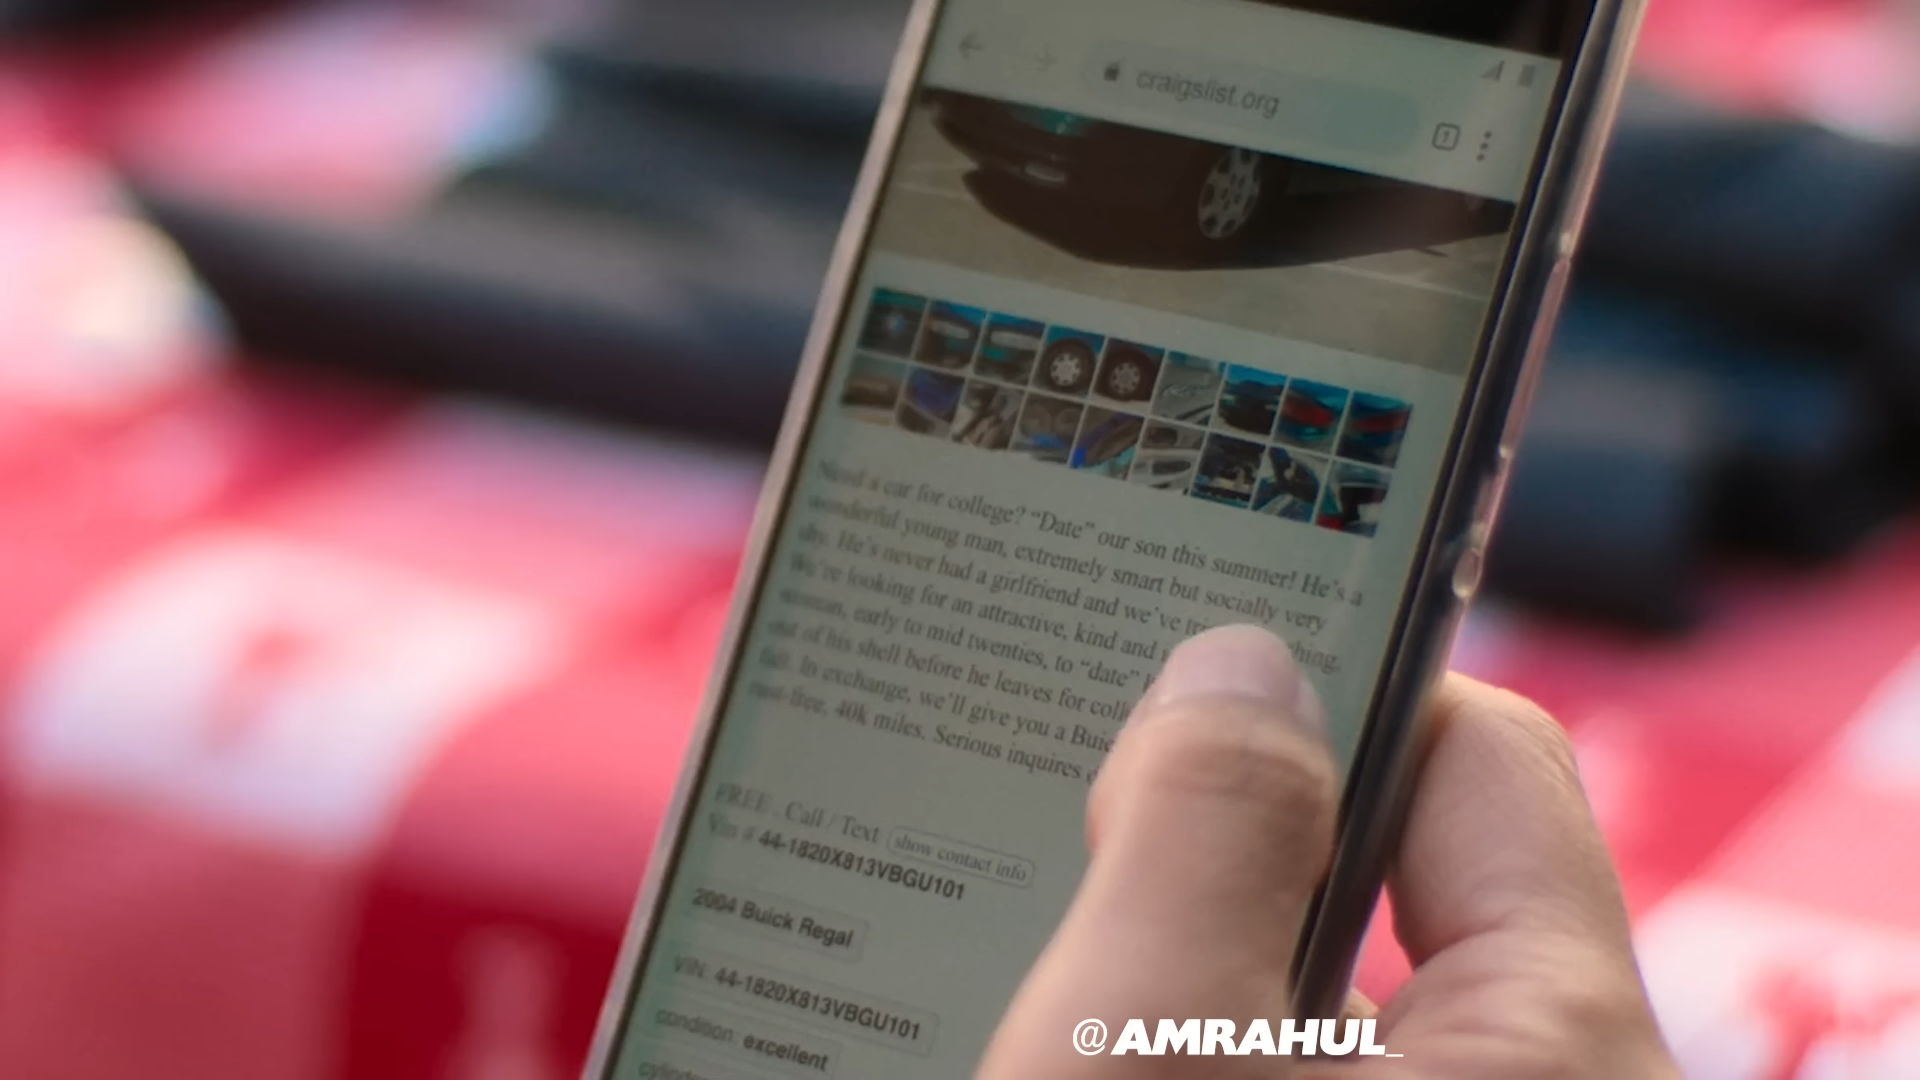 craigslist.org
1
Need a car for college? “Date” our son this summer! He’s a
wonderful young man, extremely smart but socially very
shy. He’s never had a girlfriend and we’ve
We’re looking for an attractive, kind and
woman, early to mid twenties, to “date”
out of his shell before he leaves for
fall. In exchange, we’ll give you a
rust-free, 40k miles. Serious inquires
FREE . Call / Text show contact info
Vin # 44-1820X813VBGU101
2004 Buick Regal
VIN: 44-1820X813VBGU101
condition: excellent
@AMRAHUL_